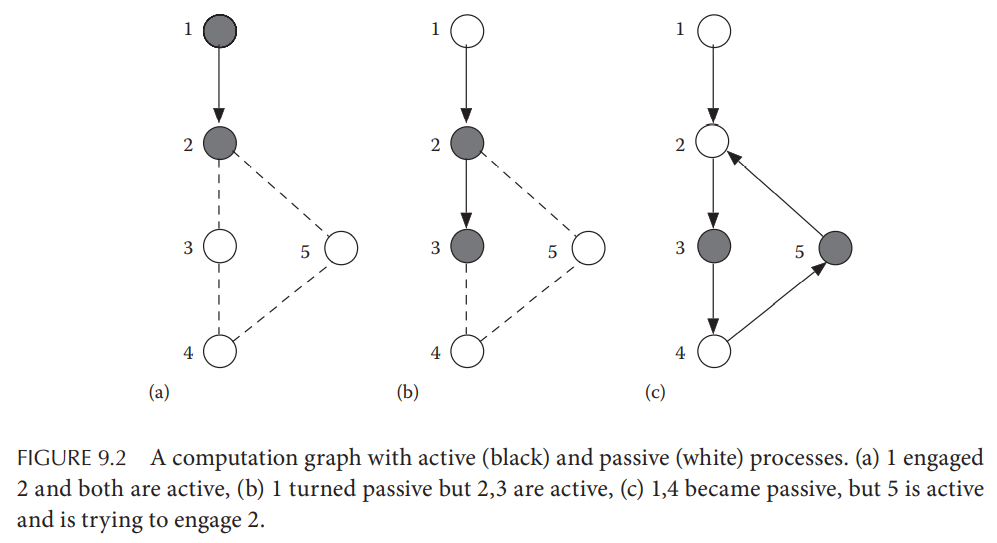 1 1 1
2 2 2
3 5 3 5 3 5
4 4 4
(a) (b) (c)
FIGURE 9.2 A computation graph with active (black) and passive (white) processes. (a) 1 engaged
2 and both are active, (b) 1 turned passive but 2,3 are active, (c) 1,4 became passive, but 5 is active
and is trying to engage 2.